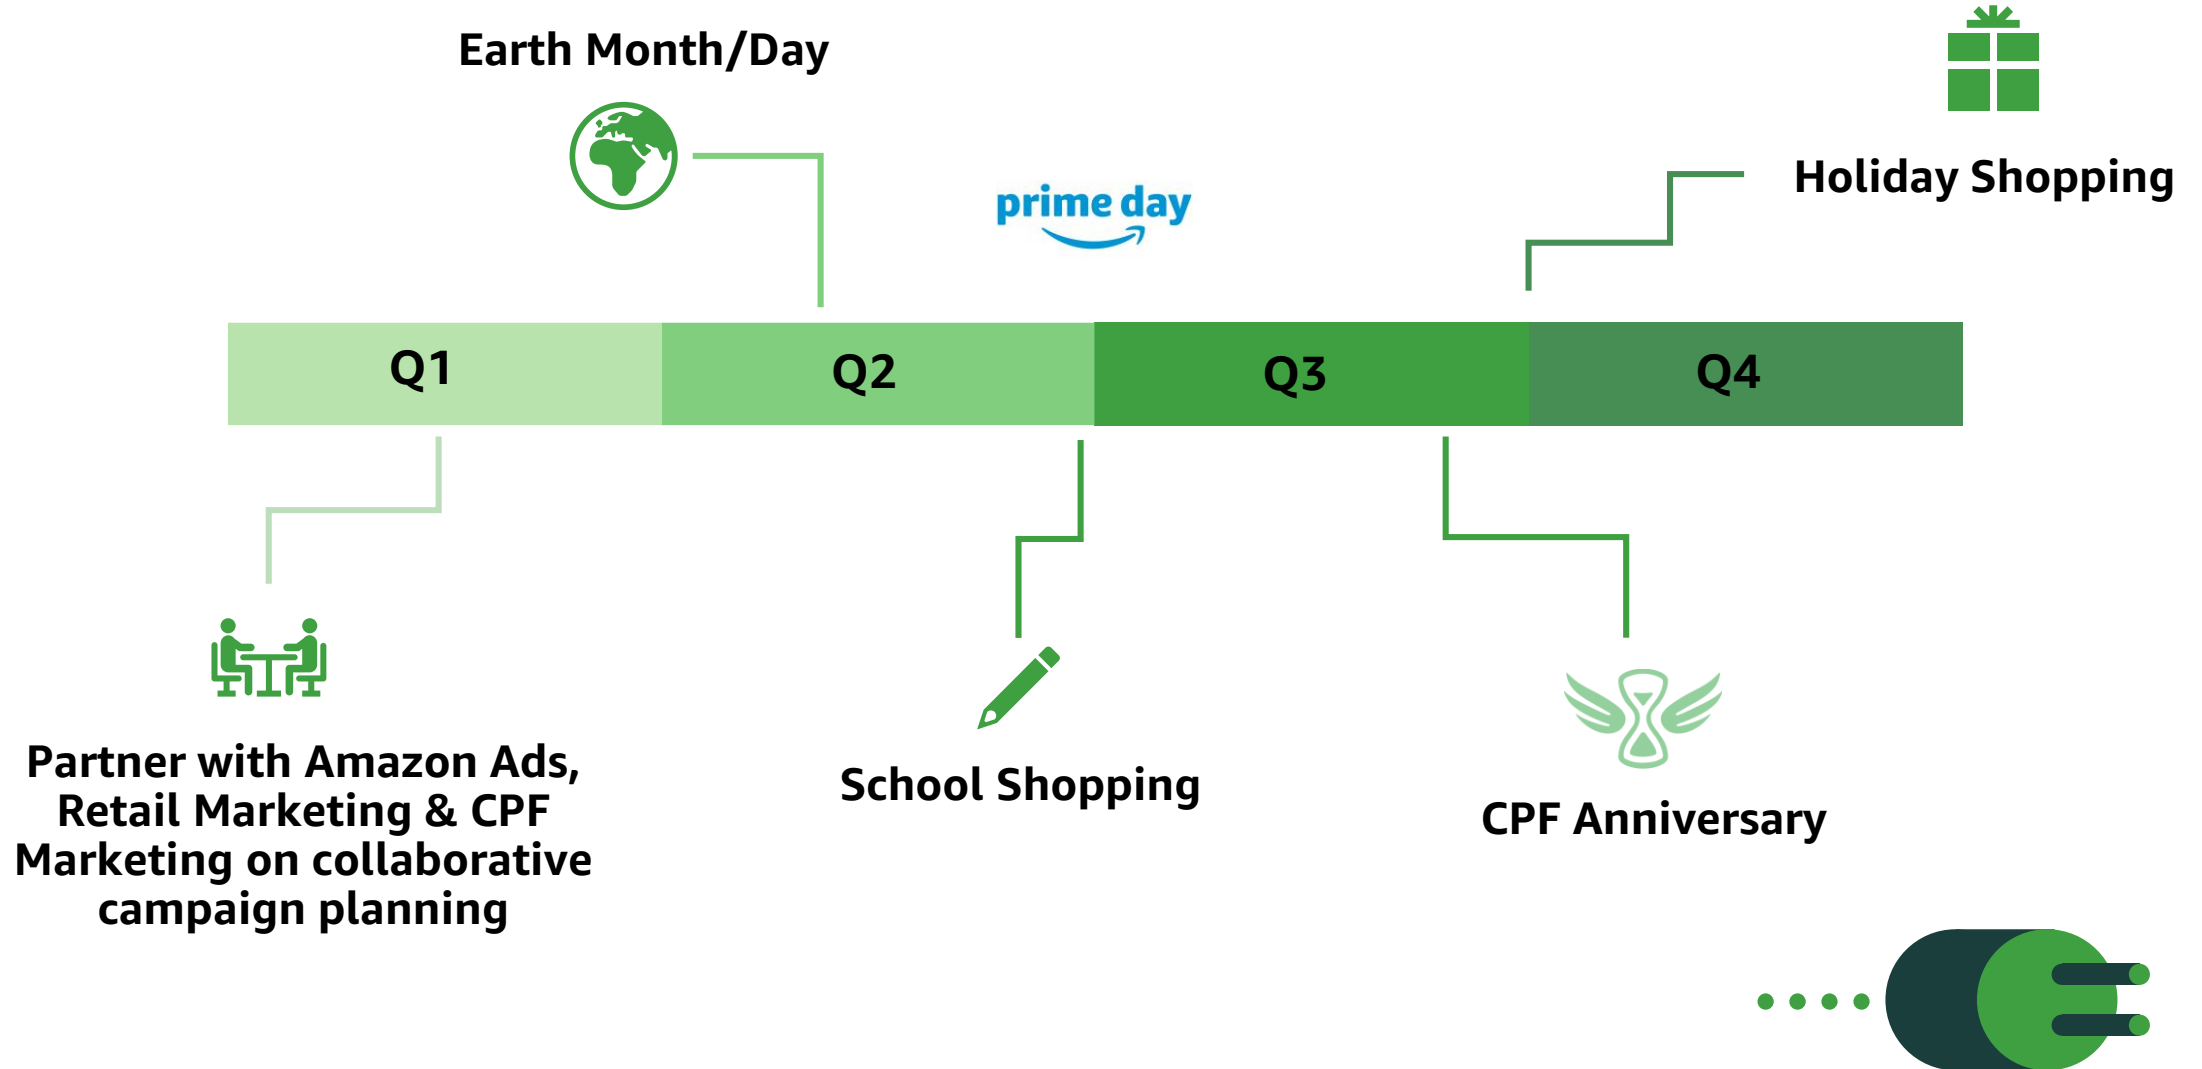 Earth Month/Day
prime day
Holiday Shopping
Q1
Q2
Q3
Q4
Partner with Amazon Ads,
Retail Marketing & CPF
Marketing on collaborative
campaign planning
School Shopping
CPF Anniversary